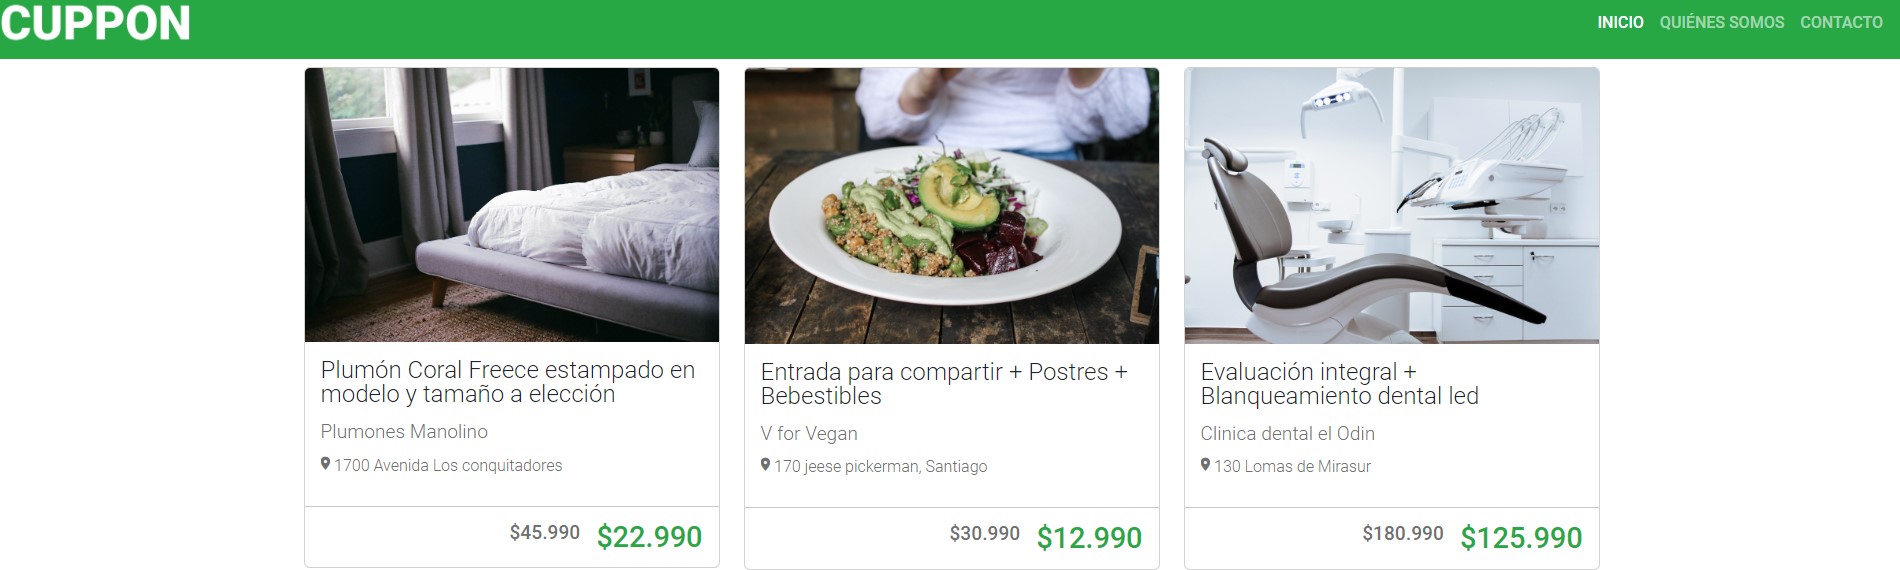 CUPPON
INICIO QUIÉNES SOMOS CONTACTO
Plumón Coral Freece estampado en
modelo y tamaño a elección
Plumones Manolino
1700 Avenida Los conquitadores
$45.990 $22.990
Entrada para compartir + Postres +
Bebestibles
V for Vegan
170 jeese pickerman, Santiago
$30.990 $12.990
Evaluación integral +
Blanqueamiento dental led
Clinica dental el Odin
130 Lomas de Mirasur
$180.990 $125.990